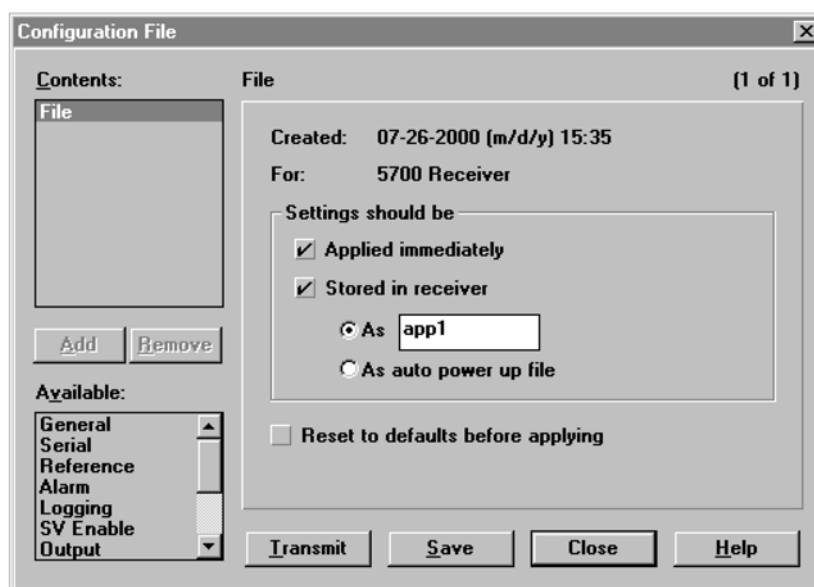 Configuration File
Contents:
File
Add
Remove
Available:
General
Serial
Reference
Alarm
Logging
SV Enable
Output
File
(1 of 1)
Created: 07-26-2000 (m/d/y) 15:35
For: 5700 Receiver
Settings should be
Applied immediately
Stored in receiver
As app1
As auto power up file
Reset to defaults before applying
Transmit
Save
Close
Help